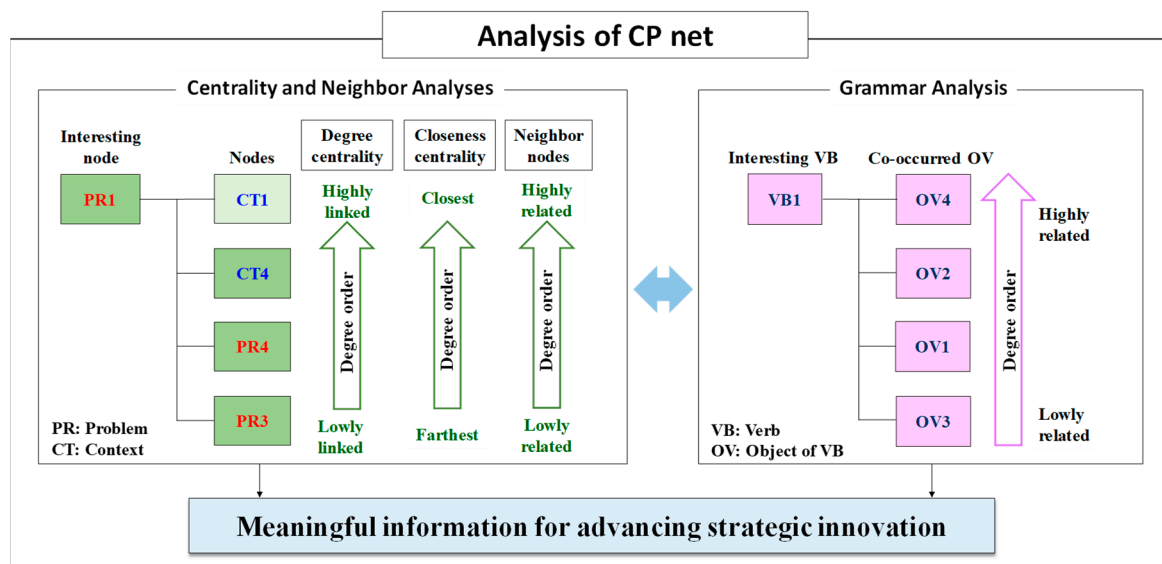 Analysis of CP net
Centrality and Neighbor Analyses
Interesting
node
Nodes
Degree
centrality
Closeness
centrality
Neighbor
nodes
PR1
CT1
CT4
PR4
PR3
Highly
linked
Degree order
Lowly
linked
Closest
Degree order
Farthest
Highly
related
Degree order
Lowly
related
PR: Problem
CT: Context
Grammar Analysis
Interesting VB
Co-occurred OV
VB1
OV4
OV2
OV1
OV3
Degree order
Highly
related
Lowly
related
VB: Verb
OV: Object of VB
Meaningful information for advancing strategic innovation